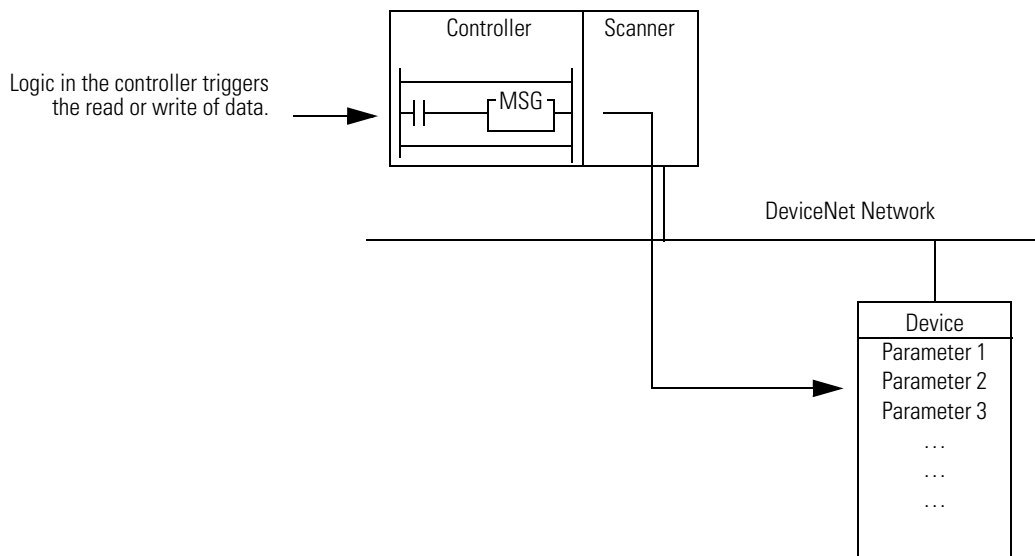 Controller
Scanner
Logic in the controller triggers
the read or write of data.
MSG
DeviceNet Network
Device
Parameter 1
Parameter 2
Parameter 3
. . .
. . .
. . .